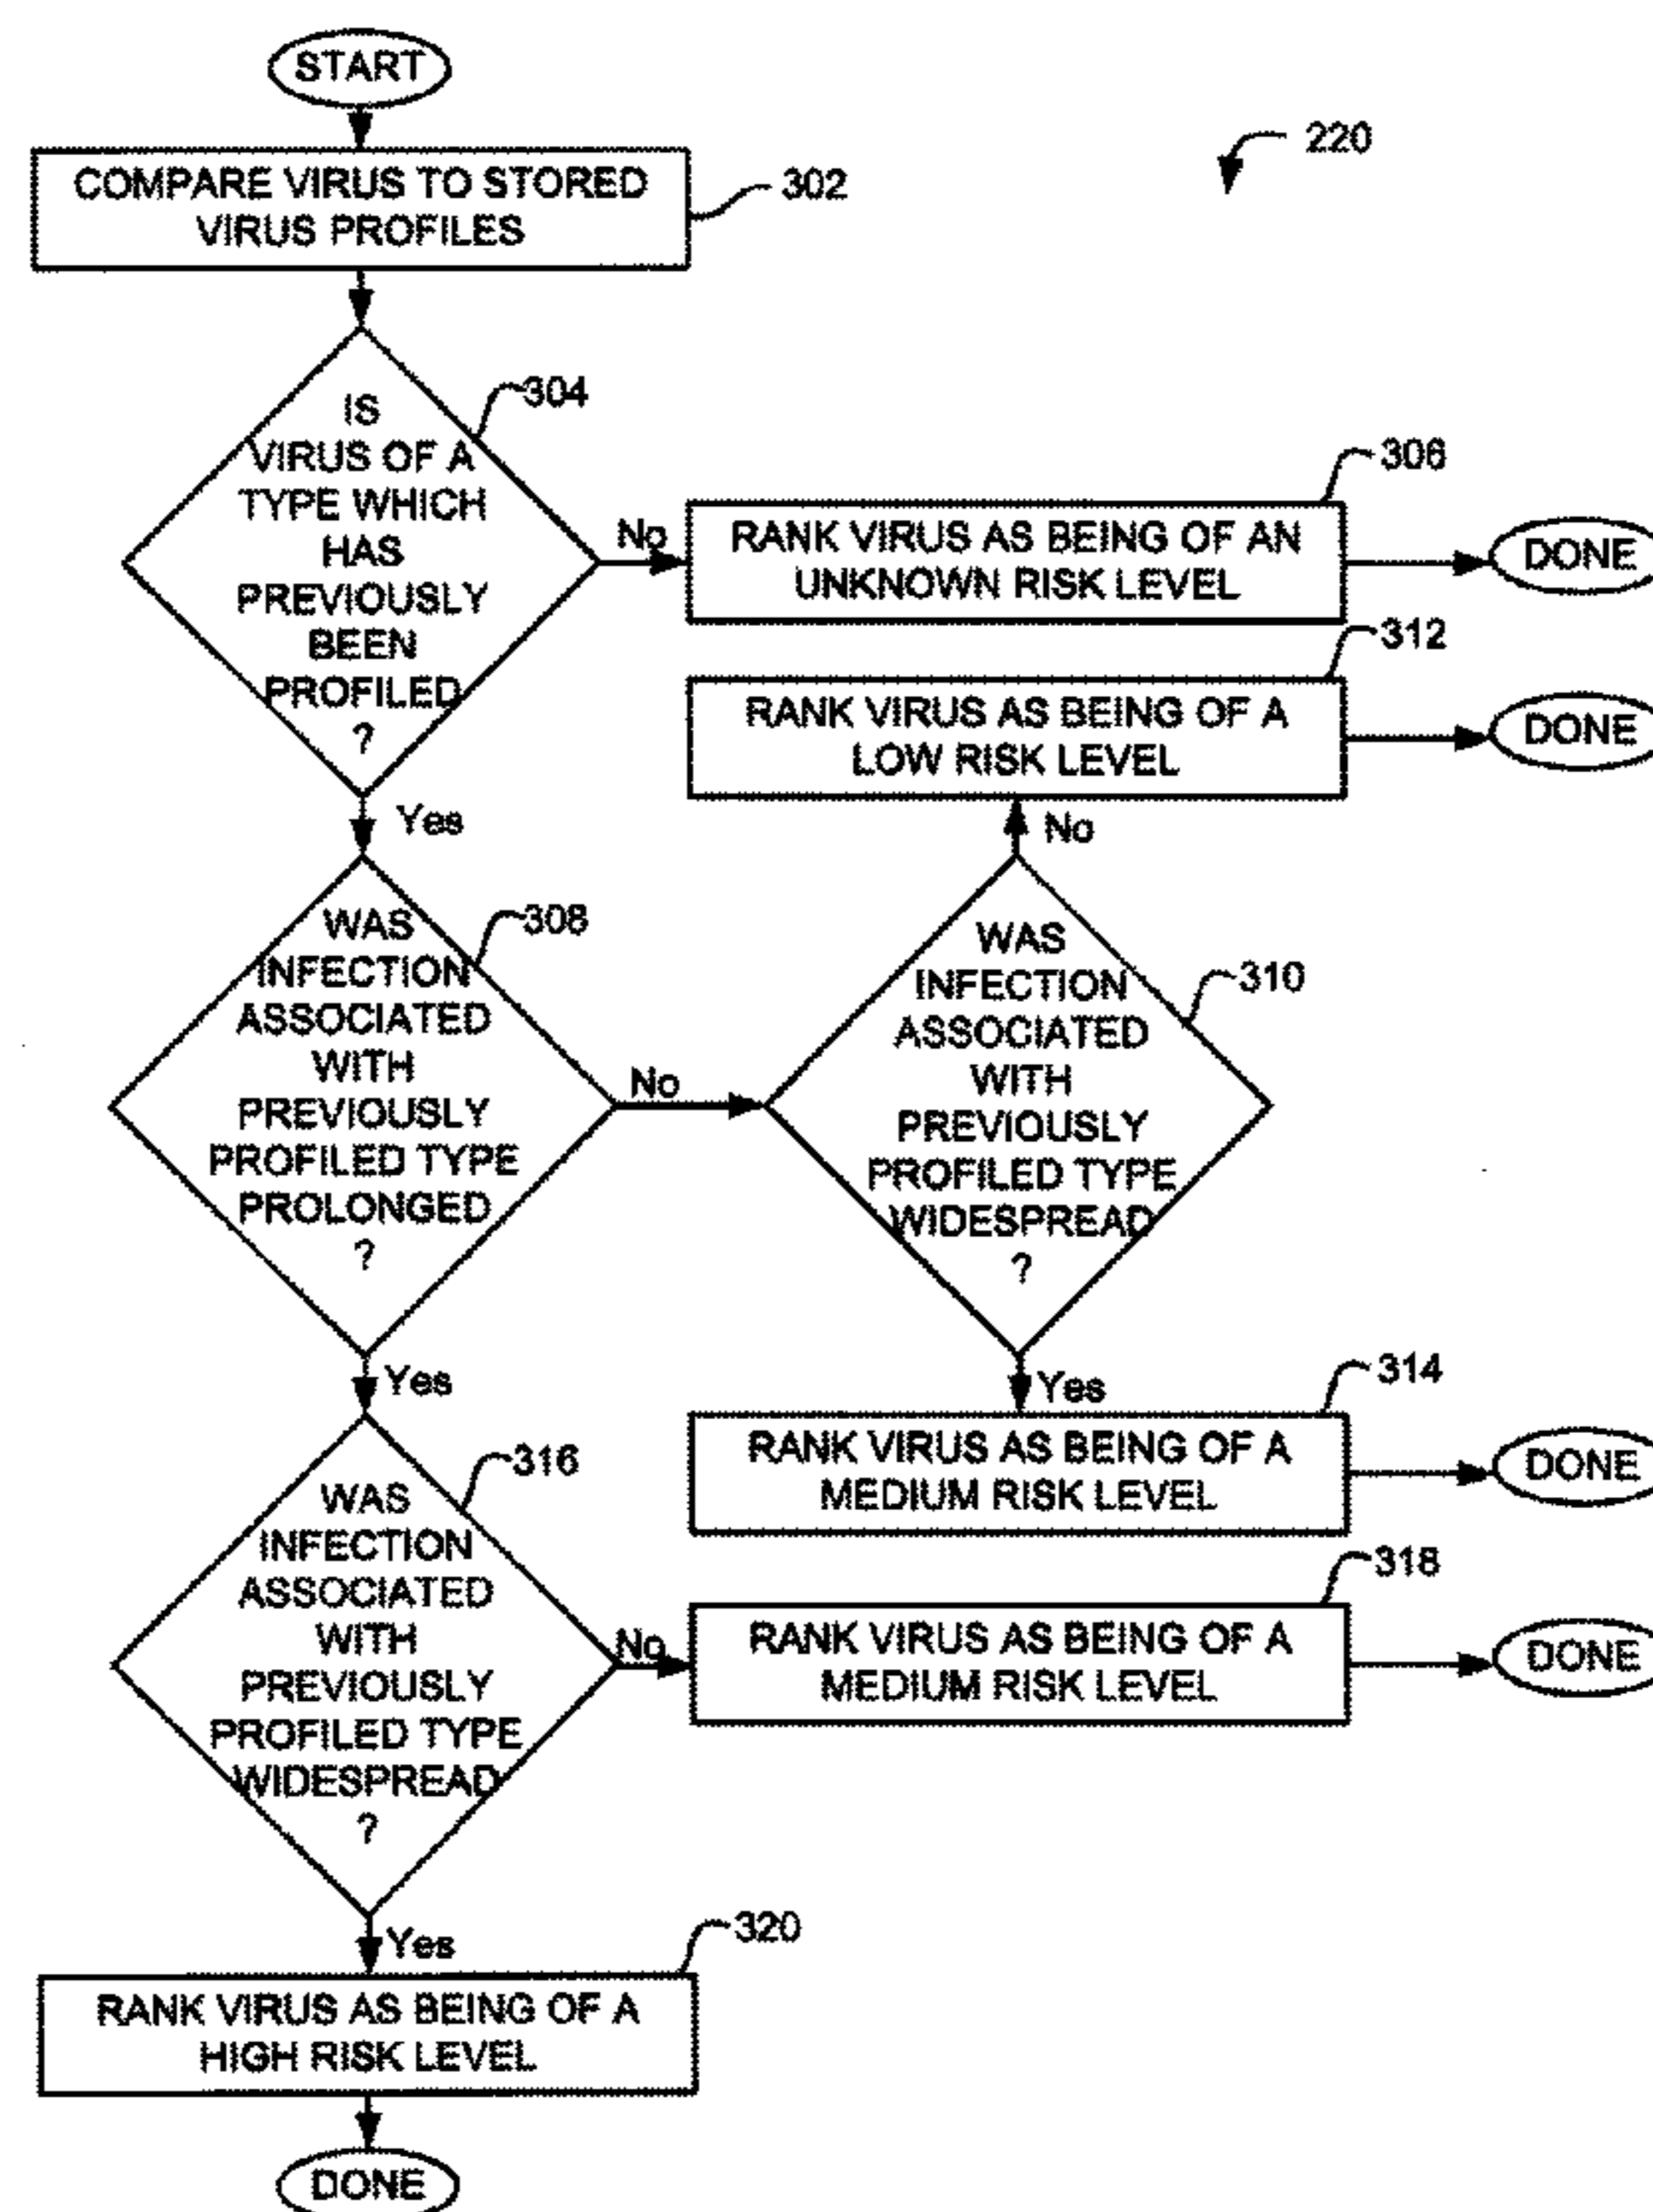 START
220
COMPARE VIRUS TO STORED
VIRUS PROFILES
302
IS
VIRUS OF A
TYPE WHICH
HAS
PREVIOUSLY
BEEN
PROFILED
?
304
No
RANK VIRUS AS BEING OF AN
UNKNOWN RISK LEVEL
306
DONE
RANK VIRUS AS BEING OF A
LOW RISK LEVEL
312
DONE
Yes
No
WAS
INFECTION
ASSOCIATED
WITH
PREVIOUSLY
PROFILED TYPE
PROLONGED
?
308
No
WAS
INFECTION
ASSOCIATED
WITH
PREVIOUSLY
PROFILED TYPE
WIDESPREAD
?
310
Yes
Yes
RANK VIRUS AS BEING OF A
MEDIUM RISK LEVEL
314
DONE
WAS
INFECTION
ASSOCIATED
WITH
PREVIOUSLY
PROFILED TYPE
WIDESPREAD
?
316
No
RANK VIRUS AS BEING OF A
MEDIUM RISK LEVEL
318
DONE
Yes
RANK VIRUS AS BEING OF A
HIGH RISK LEVEL
320
DONE